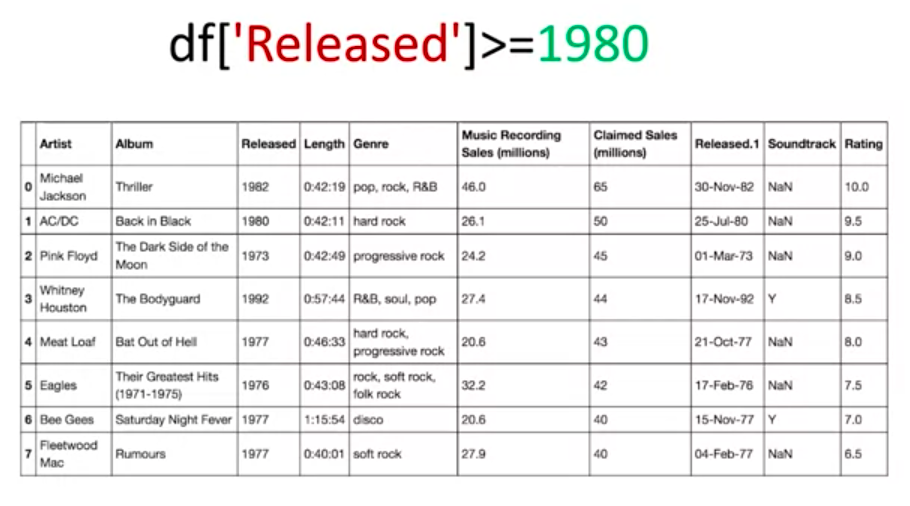 df['Released']>=1980
Artist Album Released Length Genre Music Recording Sales (millions) Claimed Sales (millions) Released.1 Soundtrack Rating
0 Michael Jackson Thriller 1982 0:42:19 pop, rock, R&B 46.0 65 30-Nov-82 NaN 10.0
1 AC/DC Back in Black 1980 0:42:11 hard rock 26.1 50 25-Jul-80 NaN 9.5
2 Pink Floyd The Dark Side of the Moon 1973 0:42:49 progressive rock 24.2 45 01-Mar-73 NaN 9.0
3 Whitney Houston The Bodyguard 1992 0:57:44 R&B, soul, pop 27.4 44 17-Nov-92 Y 8.5
4 Meat Loaf Bat Out of Hell 1977 0:46:33 hard rock, progressive rock 20.6 43 21-Oct-77 NaN 8.0
5 Eagles Their Greatest Hits (1971-1975) 1976 0:43:08 rock, soft rock, folk rock 32.2 42 17-Feb-76 NaN 7.5
6 Bee Gees Saturday Night Fever 1977 1:15:54 disco 20.6 40 15-Nov-77 Y 7.0
7 Fleetwood Mac Rumours 1977 0:40:01 soft rock 27.9 40 04-Feb-77 NaN 6.5